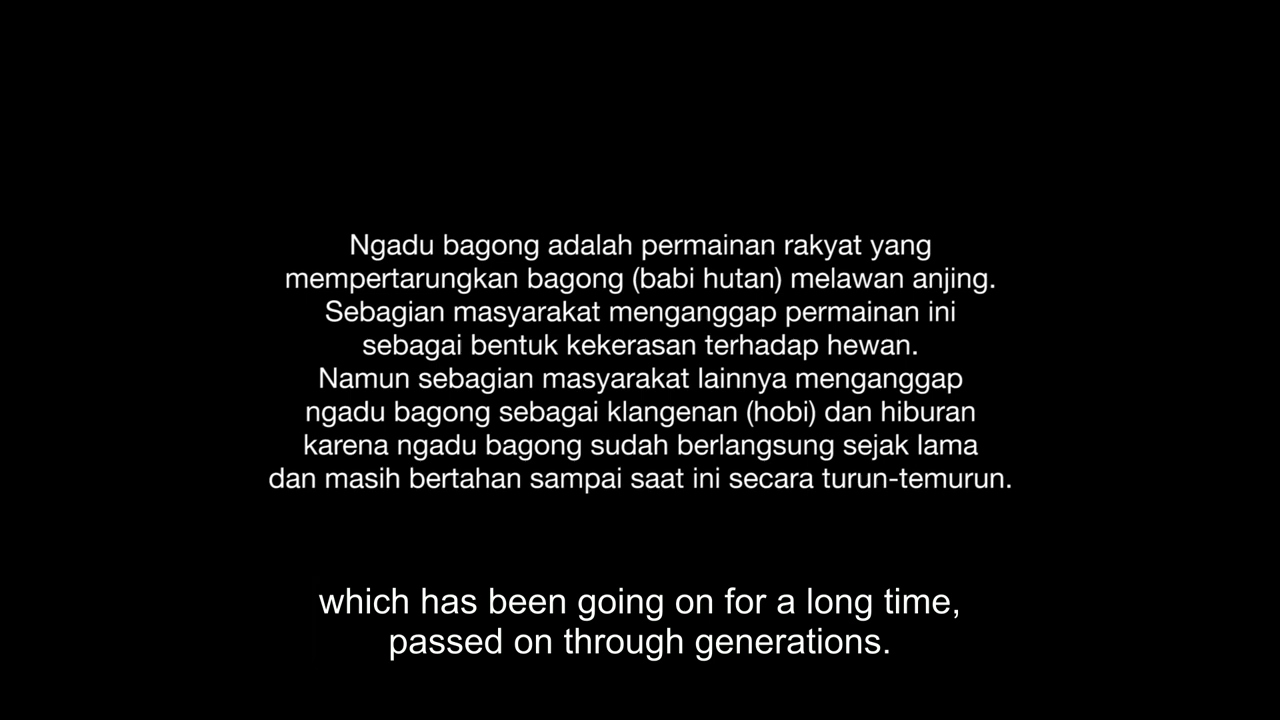 Ngadu bagong adalah permainan rakyat yang
mempertarungkan bagong (babi hutan) melawan anjing.
Sebagian masyarakat menganggap permainan ini
sebagai bentuk kekerasan terhadap hewan.
Namun sebagian masyarakat lainnya menganggap
ngadu bagong sebagai klangenan (hobi) dan hiburan
karena ngadu bagong sudah berlangsung sejak lama
dan masih bertahan sampai saat ini secara turun-temurun.
which has been going on for a long time,
passed on through generations.